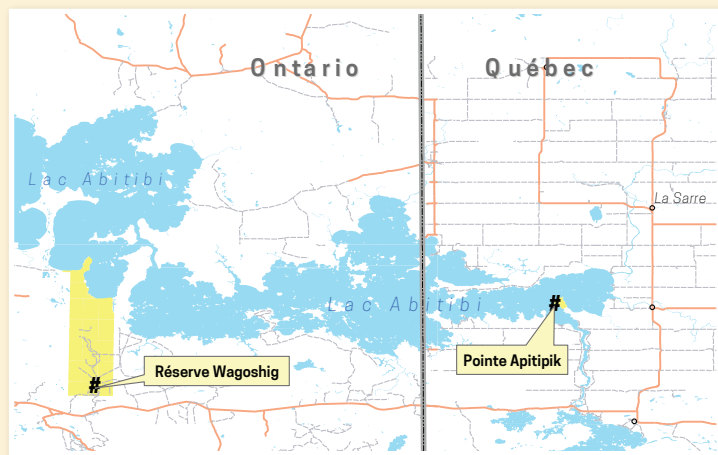 Ontario
Québec
Lac Abitibi
La Sarre
Lac Abitibi
#
Pointe Apitipik
Réserve Wagoshig
#